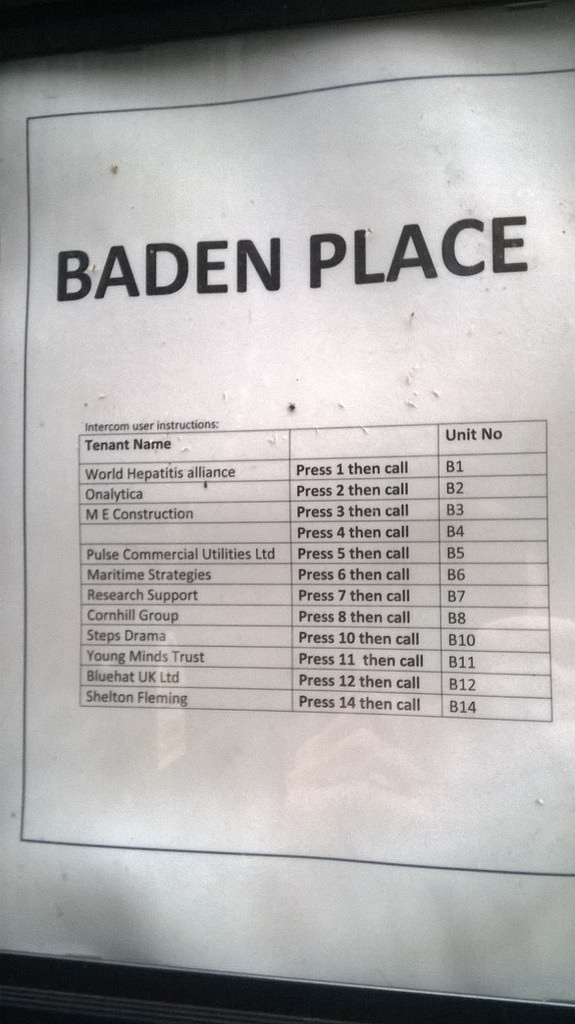 BADEN PLACE
Intercom user instructions:
Tenant Name Unit No
World Hepatitis alliance Press 1 then call B1
Onalytica Press 2 then call B2
M E Construction Press 3 then call B3
Press 4 then call B4
Pulse Commercial Utilities Ltd Press 5 then call B5
Maritime Strategies Press 6 then call B6
Research Support Press 7 then call B7
Cornhill Group Press 8 then call B8
Steps Drama Press 10 then call B10
Young Minds Trust Press 11 then call B11
Bluehat UK Ltd Press 12 then call B12
Shelton Fleming Press 14 then call B14